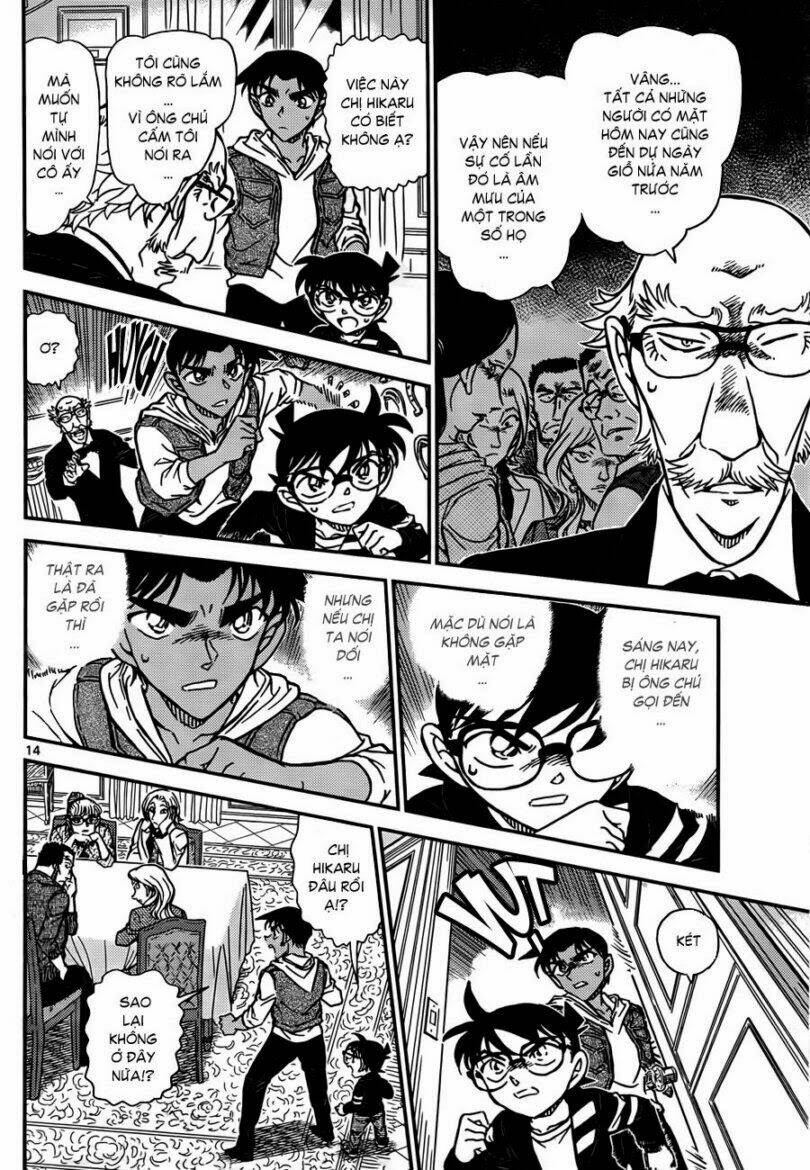 VÂNG...
TẤT CẢ NHỮNG
NGƯỜI CÓ MẶT
HÔM NAY CŨNG
ĐẾN DỰ NGÀY
GIỖ NỬA NĂM
TRƯỚC
...
VẬY NÊN NẾU
SỰ CỐ LẦN
ĐÓ LÀ ÂM
MƯU CỦA
MỘT TRONG
SỐ HỌ
...
VIỆC NÀY
CHỊ HIKARU
CÓ BIẾT
KHÔNG Ạ?
TÔI CŨNG
KHÔNG RÕ LẮM
...
VÌ ÔNG CHỦ
CẤM TÔI
NÓI RA
...
MÀ
MUỐN
TỰ
MÌNH
NÓI VỚI
CÔ ẤY
...
HUYCH
Ơ?
SÁNG NAY,
CHỊ HIKARU
BỊ ÔNG CHỦ
GỌI ĐẾN
...
MẶC DÙ NÓI LÀ
KHÔNG GẶP
MẶT
...
NHƯNG
NẾU CHỊ
TA NÓI
DỐI
...
THẬT RA
LÀ ĐÃ
GẶP RỒI
THÌ
...
14
KÉT
VỤT
CHỊ
HIKARU
ĐÂU RỒI
Ạ!?
SAO
LẠI
KHÔNG
Ở ĐÂY
NỮA!?